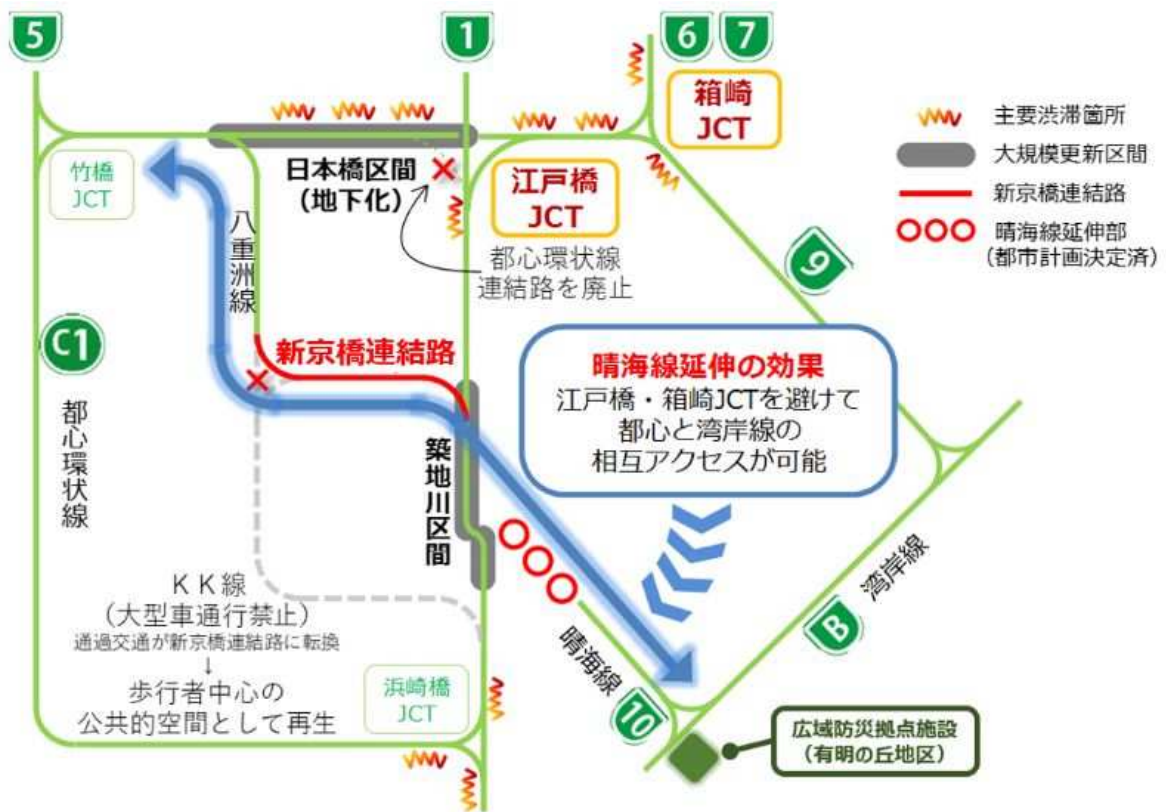 5
1
6
7
箱崎
JCT
主要渋滞箇所
大規模更新区間
新京橋連結路
晴海線延伸部
(都市計画決定済)
竹橋
JCT
日本橋区間
(地下化)
江戸橋
JCT
都心環状線
連結路を廃止
八重洲線
9
C1
都心環状線
新京橋連結路
晴海線延伸の効果
江戸橋・箱崎JCTを避けて
都心と湾岸線の
相互アクセスが可能
築地川区間
KK線
(大型車通行禁止)
通過交通が新京橋連結路に転換
↓
歩行者中心の
公共的空間として再生
浜崎橋
JCT
晴海線
10
湾岸線
B
広域防災拠点施設
(有明の丘地区)